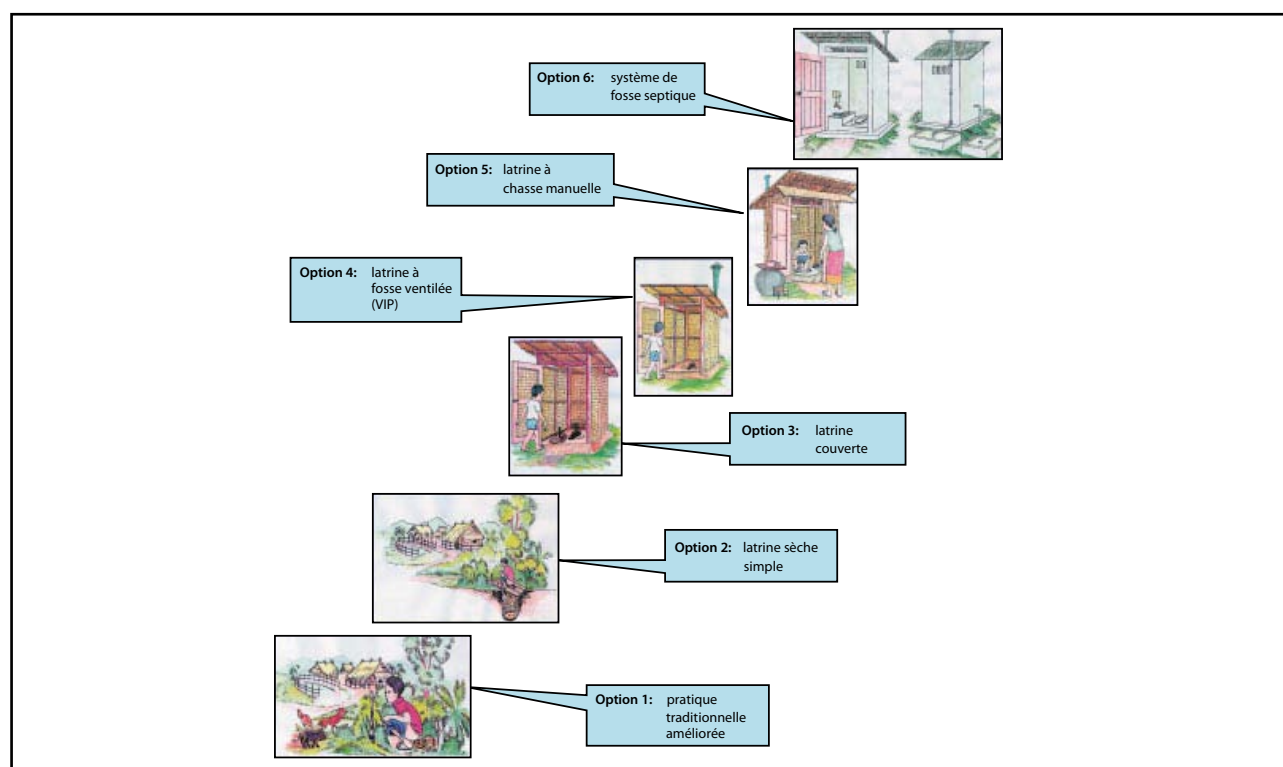 Option 6: système de
fosse septique
Option 5: latrine à
chasse manuelle
Option 4: latrine à
fosse ventilée
(VIP)
Option 3: latrine
couverte
Option 2: latrine sèche
simple
Option 1: pratique
traditionnelle
améliorée